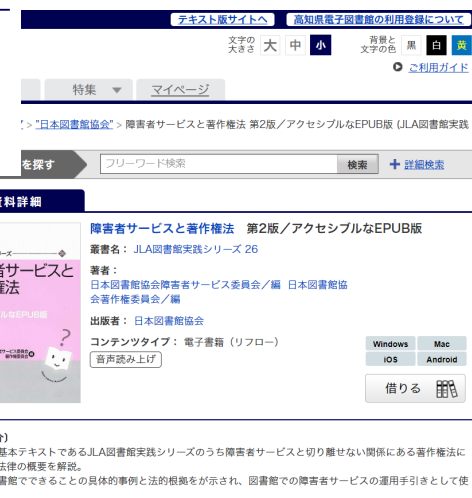 テキスト版サイトへ 高知県電子図書館の利用登録について
文字の大きさ 大 中 小 背景と文字の色 黒 白 黄
ご利用ガイド
特集 ▼ マイページ
> "日本図書館協会" > 障害者サービスと著作権法 第2版/アクセシブルなEPUB版 (JLA図書館実践
を探す フリーワード検索 検索 + 詳細検索
資料詳細
障害者サービスと著作権法 第2版/アクセシブルなEPUB版
叢書名: JLA図書館実践シリーズ 26
著者:
日本図書館協会障害者サービス委員会/編 日本図書館協
会著作権委員会/編
出版者: 日本図書館協会
コンテンツタイプ: 電子書籍(リフロー)
音声読み上げ
Windows Mac
iOS Android
借りる
者サービスと
権法
ルなEPUB版
介)
基本テキストであるJLA図書館実践シリーズのうち障害者サービスと切り離せない関係にある著作権法に
法律の概要を解説。
書館でできることの具体的事例と法的根拠をが示され、図書館での障害者サービスの運用手引きとして使